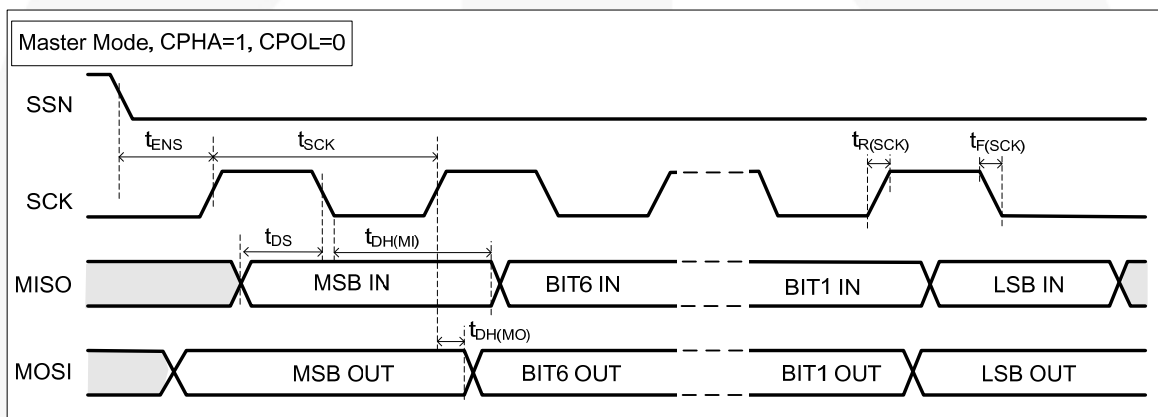 Master Mode, CPHA=1, CPOL=0
SSN
tENS
tSCK
tR(SCK)
tF(SCK)
SCK
tDS
tDH(MI)
MISO
MSB IN
BIT6 IN
BIT1 IN
LSB IN
tDH(MO)
MOSI
MSB OUT
BIT6 OUT
BIT1 OUT
LSB OUT